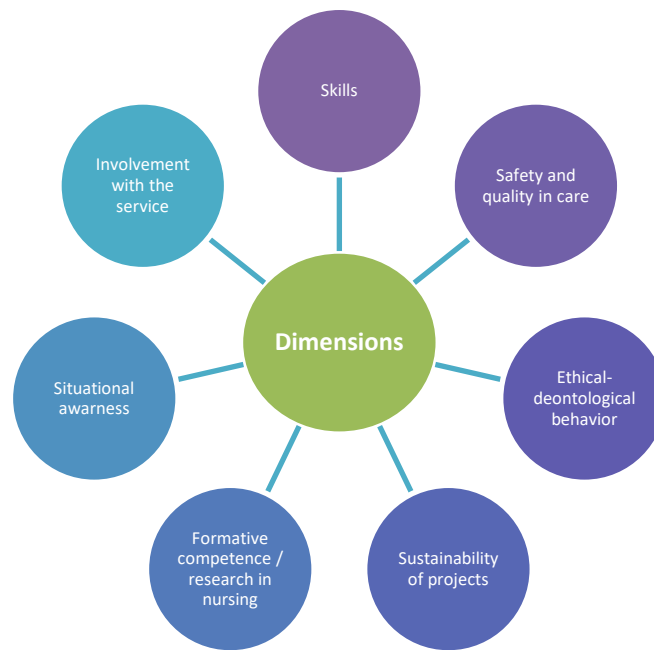 Skills
Safety and
quality in care
Ethical-
deontological
behavior
Sustainability
of projects
Formative
competence /
research in
nursing
Situational
awarness
Involvement
with the
service
Dimensions